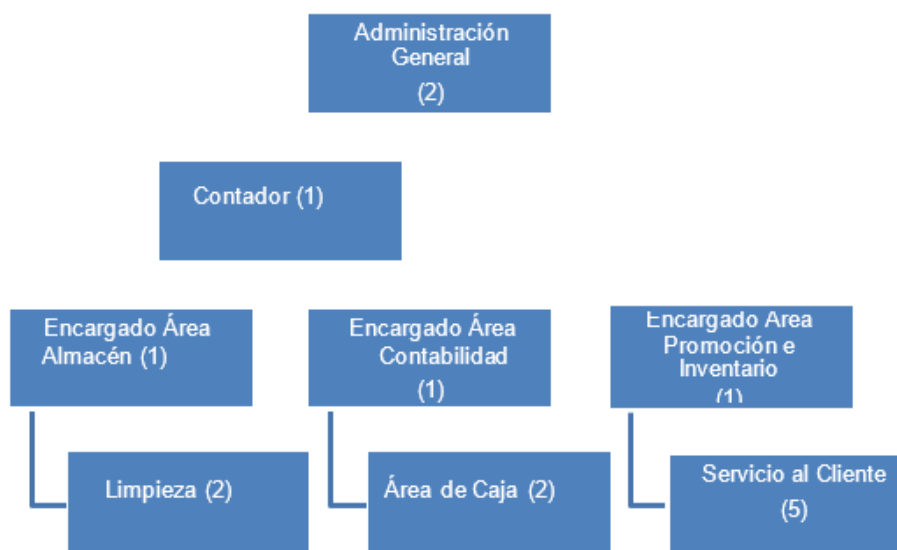 Administración
General
(2)
Contador (1)
Encargado Área
Almacén (1)
Encargado Área
Contabilidad
(1)
Encargado Area
Promoción e
Inventario
(1)
Limpieza (2)
Área de Caja (2)
Servicio al Cliente
(5)